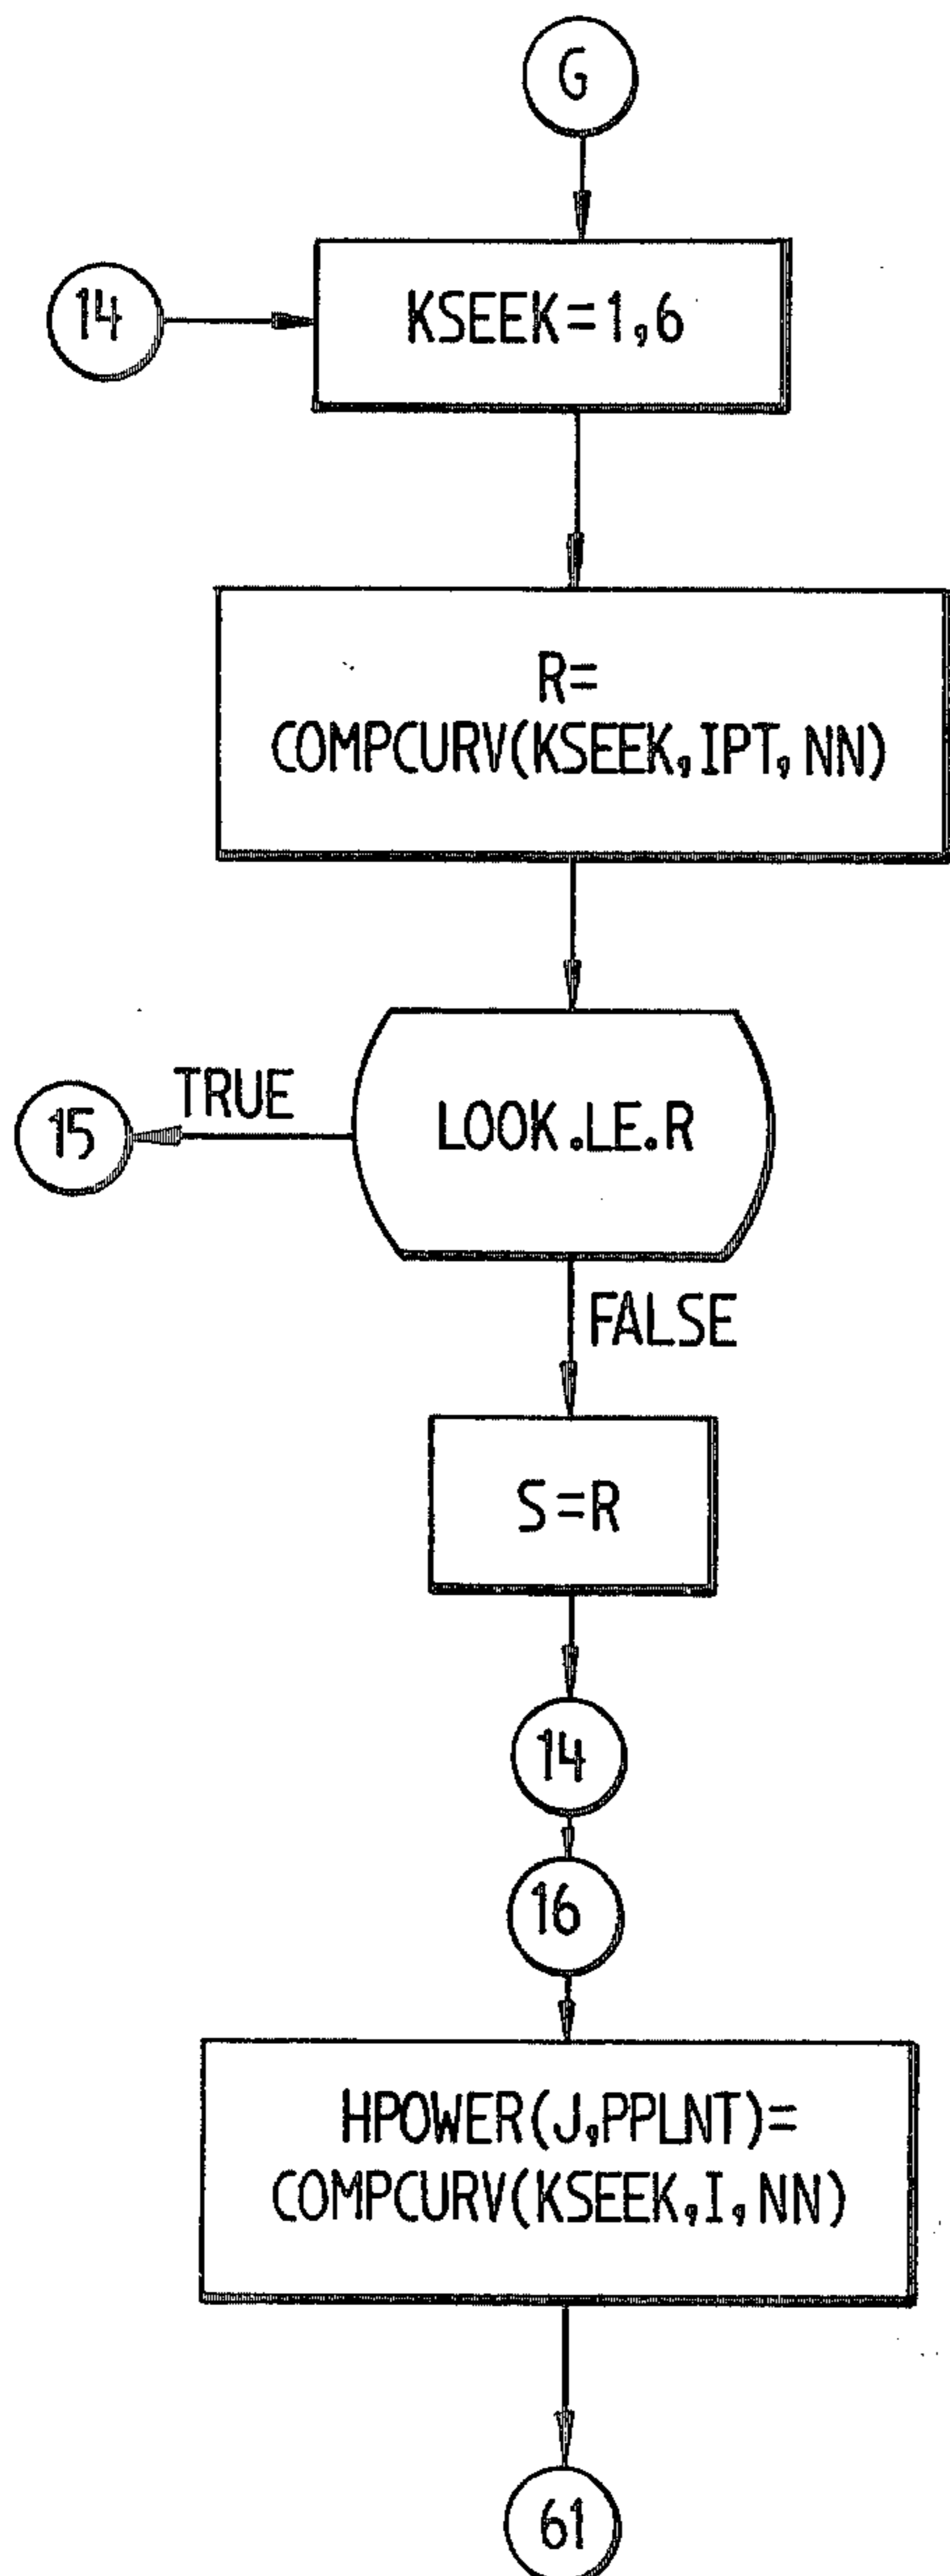 G
14
KSEEK=1,6
R=
COMPCURV(KSEEK,IPT,NN)
TRUE
15
LOOK.LE.R
FALSE
S=R
14
16
HPOWER(J,PPLNT)=
COMPCURV(KSEEK,I,NN)
61